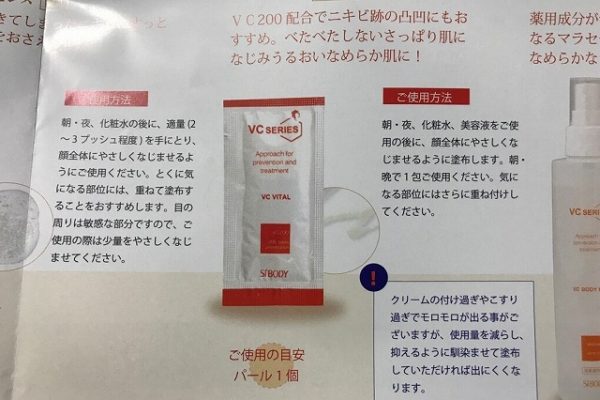 きてしま
おさえ
っと
VC200配合でニキビ跡の凸凹にもお
すすめ。べたべたしないさっぱり肌に
なじみうるおいなめらか肌に!
薬用成分が
なるマラセ
なめらかな
ご使用方法
朝・夜、化粧水の後に、適量(2
~3プッシュ程度)を手にとり、
顔全体にやさしくなじませるよ
うにご使用ください。とくに気
になる部位には、重ねて塗布す
ることをおすすめします。目の
周りは敏感な部分ですので、ご
使用の際は少量をやさしくなじ
ませてください。
VC SERIES
Approach for
prevention and
treatment
VC VITAL
SIBODY
ご使用の目安
パール1個
ご使用方法
朝・夜、化粧水、美容液をご使
用の後に、顔全体にやさしくな
じませるように塗布します。朝・
晩で1包ご使用ください。気に
なる部位にはさらに重ね付けし
てください。
!
クリームの付け過ぎやこすり
過ぎでモロモロが出る事がご
ざいますが、使用量を減らし、
抑えるように馴染ませて塗布
していただければ出にくくな
ります。
VC SERIE
Approach
prevention
treatme
VC BODY
SIBOD